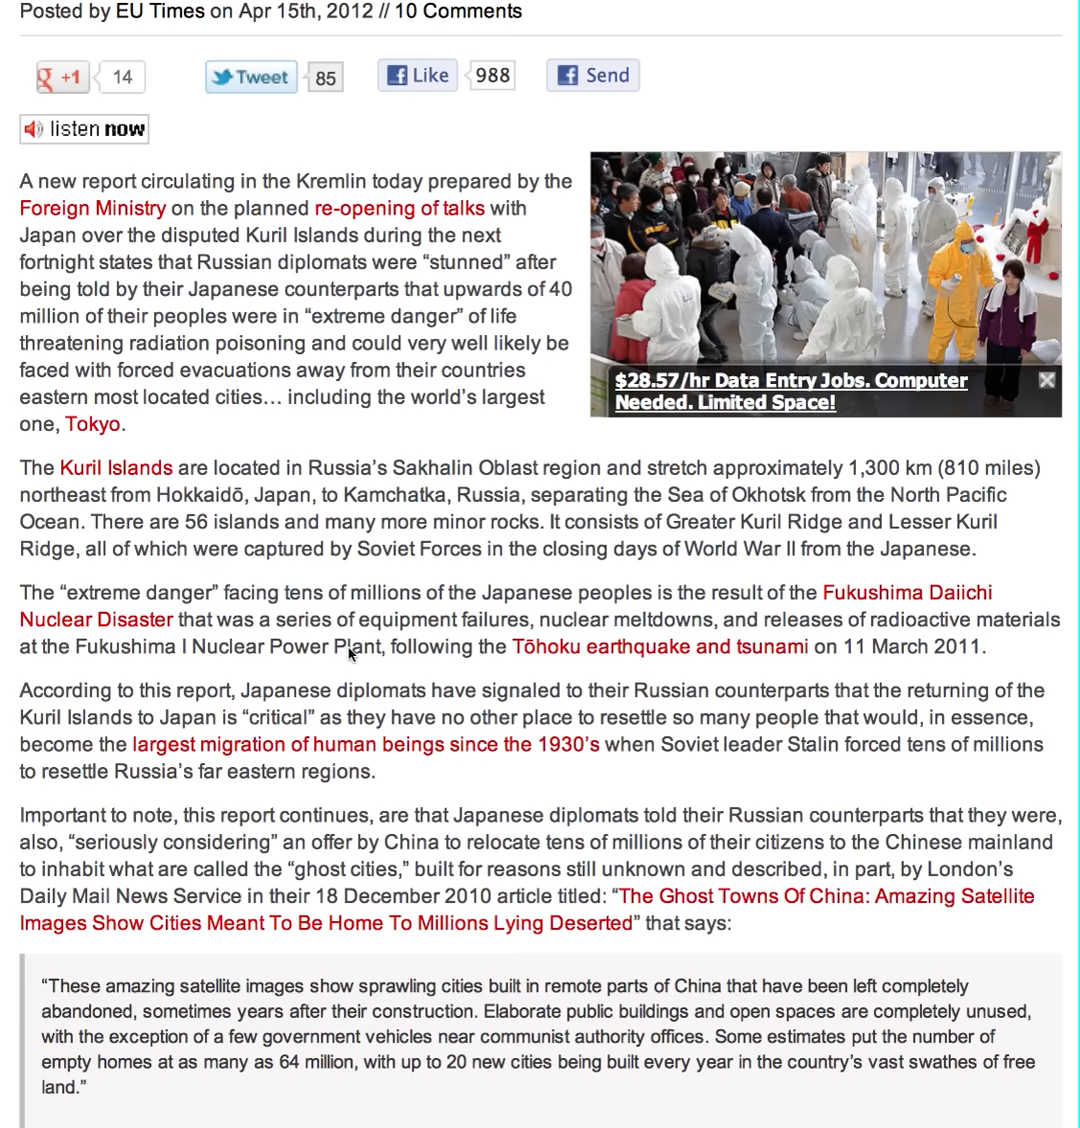 Posted by EU Times on Apr 15th, 2012 // 10 Comments
g +1 14 Tweet 85 f Like 988 f Send
listen now
A new report circulating in the Kremlin today prepared by the
Foreign Ministry on the planned re-opening of talks with
Japan over the disputed Kuril Islands during the next
fortnight states that Russian diplomats were “stunned” after
being told by their Japanese counterparts that upwards of 40
million of their peoples were in “extreme danger” of life
threatening radiation poisoning and could very well likely be
faced with forced evacuations away from their countries
eastern most located cities… including the world’s largest
one, Tokyo.
$28.57/hr Data Entry Jobs. Computer
Needed. Limited Space!
The Kuril Islands are located in Russia’s Sakhalin Oblast region and stretch approximately 1,300 km (810 miles)
northeast from Hokkaidō, Japan, to Kamchatka, Russia, separating the Sea of Okhotsk from the North Pacific
Ocean. There are 56 islands and many more minor rocks. It consists of Greater Kuril Ridge and Lesser Kuril
Ridge, all of which were captured by Soviet Forces in the closing days of World War II from the Japanese.
The “extreme danger” facing tens of millions of the Japanese peoples is the result of the Fukushima Daiichi
Nuclear Disaster that was a series of equipment failures, nuclear meltdowns, and releases of radioactive materials
at the Fukushima I Nuclear Power Plant, following the Tōhoku earthquake and tsunami on 11 March 2011.
According to this report, Japanese diplomats have signaled to their Russian counterparts that the returning of the
Kuril Islands to Japan is “critical” as they have no other place to resettle so many people that would, in essence,
become the largest migration of human beings since the 1930’s when Soviet leader Stalin forced tens of millions
to resettle Russia’s far eastern regions.
Important to note, this report continues, are that Japanese diplomats told their Russian counterparts that they were,
also, “seriously considering” an offer by China to relocate tens of millions of their citizens to the Chinese mainland
to inhabit what are called the “ghost cities,” built for reasons still unknown and described, in part, by London’s
Daily Mail News Service in their 18 December 2010 article titled: “The Ghost Towns Of China: Amazing Satellite
Images Show Cities Meant To Be Home To Millions Lying Deserted” that says:
“These amazing satellite images show sprawling cities built in remote parts of China that have been left completely
abandoned, sometimes years after their construction. Elaborate public buildings and open spaces are completely unused,
with the exception of a few government vehicles near communist authority offices. Some estimates put the number of
empty homes at as many as 64 million, with up to 20 new cities being built every year in the country’s vast swathes of free
land.”